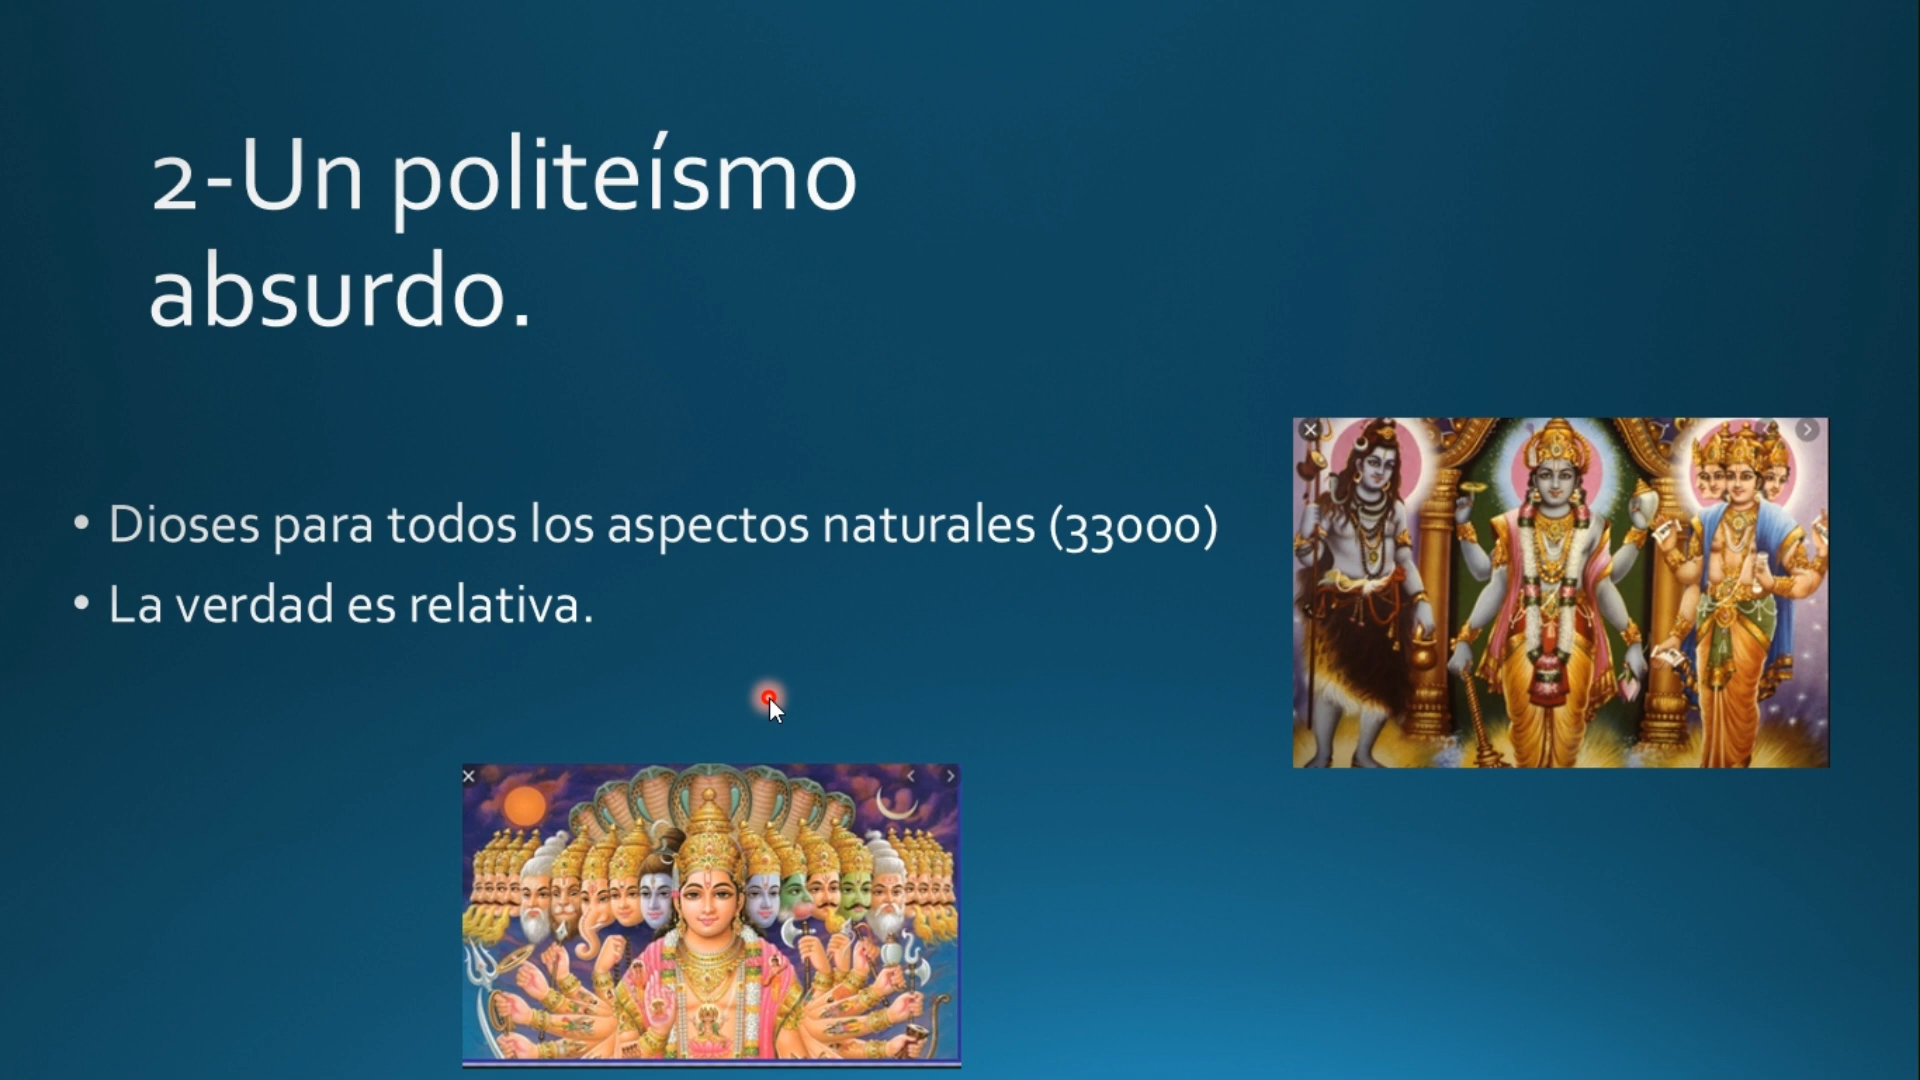 2-Un politeísmo
absurdo.
• Dioses para todos los aspectos naturales (33000)
• La verdad es relativa.